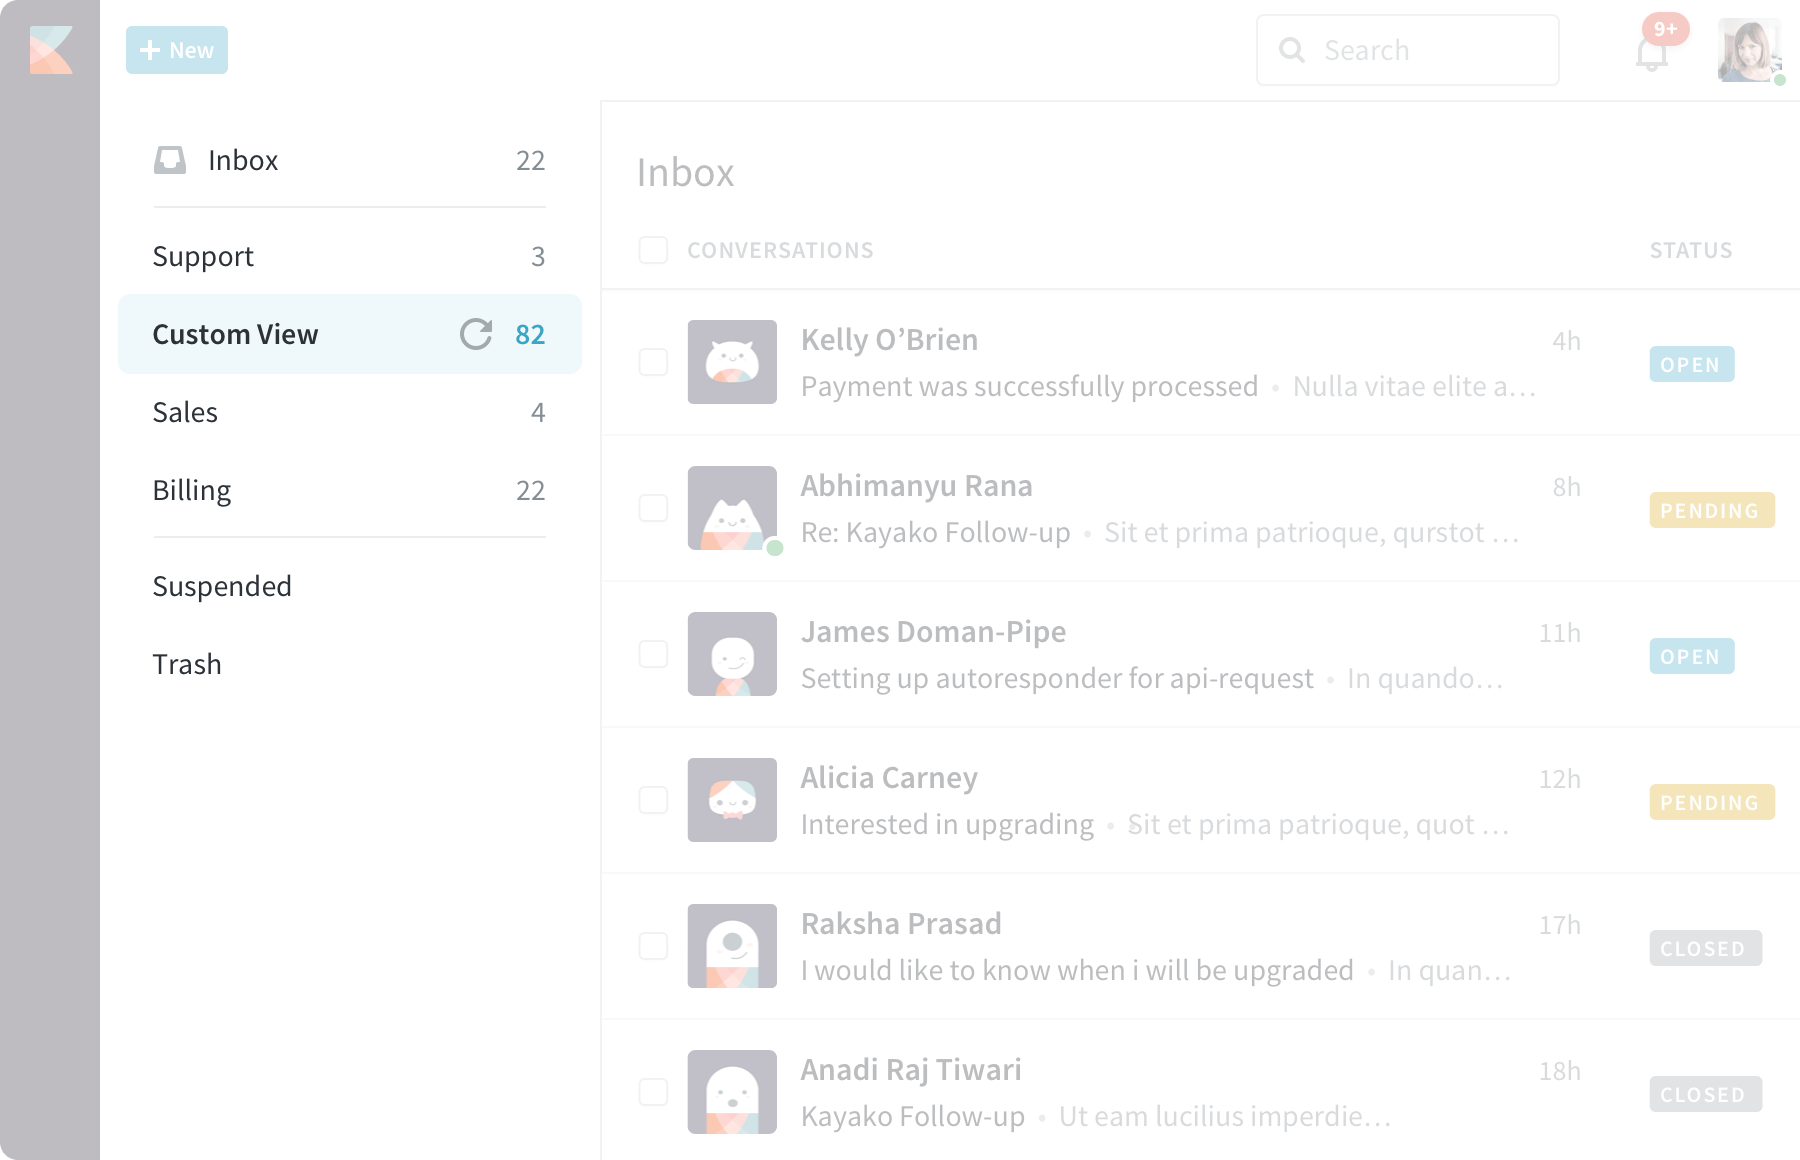 + New
Search
9+
Inbox 22
Support 3
Custom View 82
Sales 4
Billing 22
Suspended
Trash
Inbox
CONVERSATIONS STATUS
Kelly O’Brien 4h
OPEN
Payment was successfully processed • Nulla vitae elite a…
Abhimanyu Rana 8h
PENDING
Re: Kayako Follow-up • Sit et prima patrioque, qurstot …
James Doman-Pipe 11h
OPEN
Setting up autoresponder for api-request • In quando…
Alicia Carney 12h
PENDING
Interested in upgrading • Sit et prima patrioque, quot …
Raksha Prasad 17h
CLOSED
I would like to know when i will be upgraded • In quan…
Anadi Raj Tiwari 18h
CLOSED
Kayako Follow-up • Ut eam lucilius imperdie…